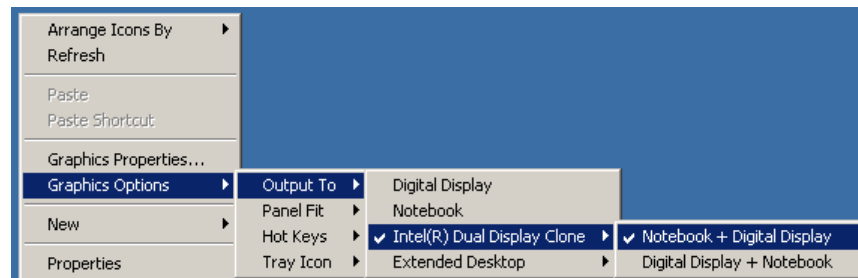 Arrange Icons By
Refresh
Paste
Paste Shortcut
Graphics Properties...
Graphics Options
New
Properties
Output To
Panel Fit
Hot Keys
Tray Icon
Digital Display
Notebook
Intel(R) Dual Display Clone
Extended Desktop
Notebook + Digital Display
Digital Display + Notebook